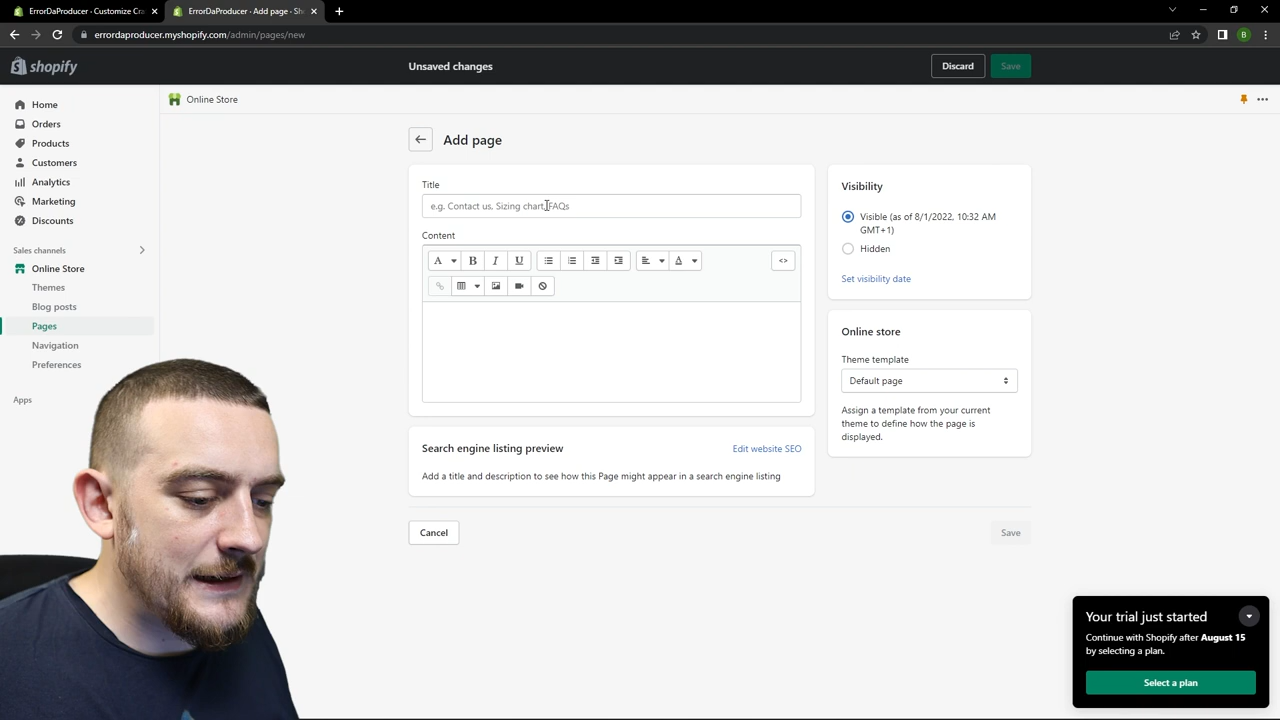 ErrorDaProducer · Customize Cra
ErrorDaProducer · Add page · Sh
errordaproducer.myshopify.com/admin/pages/new
B
shopify
Unsaved changes
Discard
Save
Home
Orders
Products
Customers
Analytics
Marketing
Discounts
Sales channels
Online Store
Themes
Blog posts
Pages
Navigation
Preferences
Apps
Online Store
Add page
Title
e.g. Contact us, Sizing chart, FAQs
Content
A
B
I
U
A
<>
Search engine listing preview
Edit website SEO
Add a title and description to see how this Page might appear in a search engine listing
Cancel
Save
Visibility
Visible (as of 8/1/2022, 10:32 AM
GMT+1)
Hidden
Set visibility date
Online store
Theme template
Default page
Assign a template from your current
theme to define how the page is
displayed.
Your trial just started
Continue with Shopify after August 15
by selecting a plan.
Select a plan